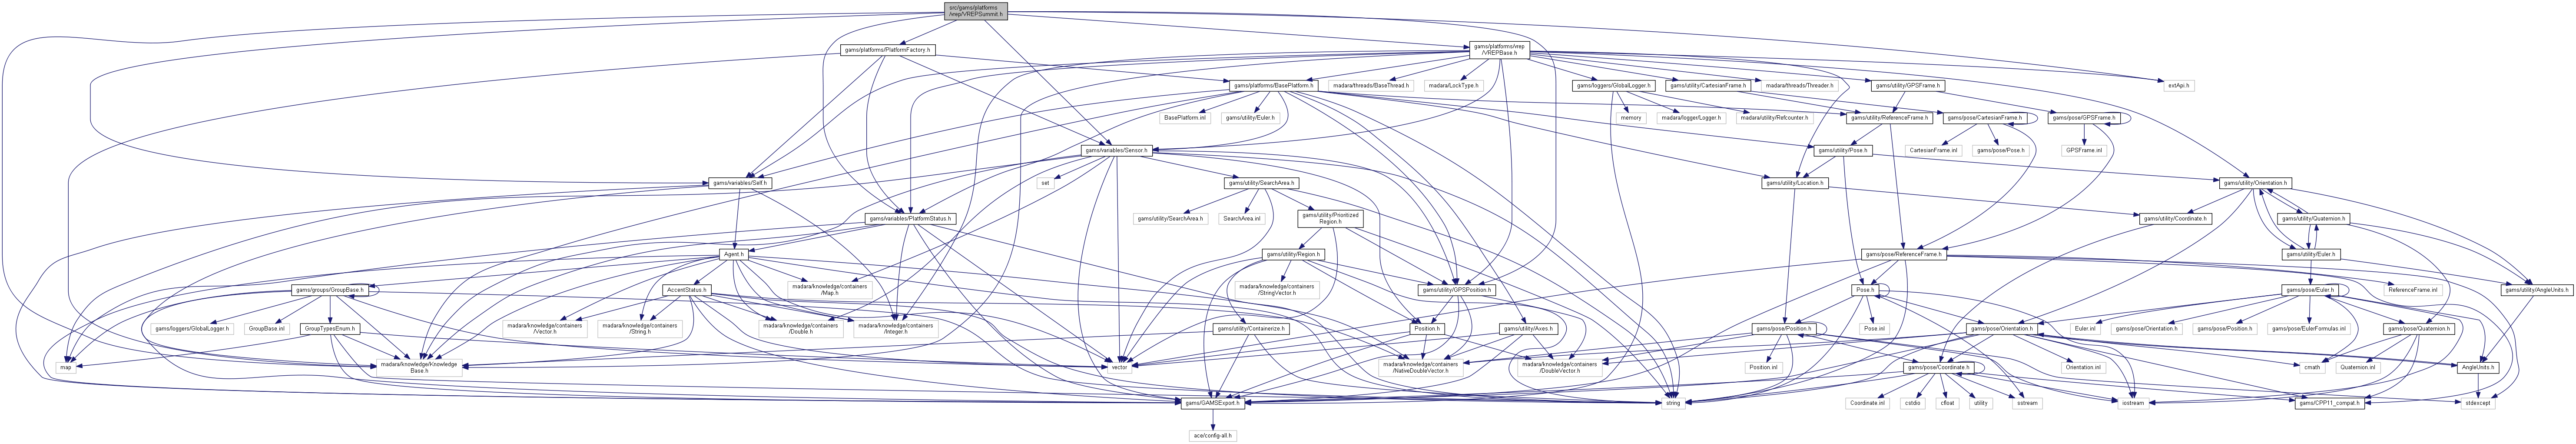 src/gams/platforms
/vrep/VREPSummit.h
gams/platforms/PlatformFactory.h
gams/platforms/vrep
/VREPBase.h
gams/platforms/BasePlatform.h
madara/threads/BaseThread.h
madara/LockType.h
gams/loggers/GlobalLogger.h
gams/utility/CartesianFrame.h
madara/threads/Threader.h
gams/utility/GPSFrame.h
extApi.h
BasePlatform.inl
gams/utility/Euler.h
memory
madara/logger/Logger.h
madara/utility/Refcounter.h
gams/utility/ReferenceFrame.h
gams/pose/CartesianFrame.h
gams/pose/GPSFrame.h
gams/variables/Sensor.h
gams/utility/Pose.h
CartesianFrame.inl
gams/pose/Pose.h
GPSFrame.inl
gams/variables/Self.h
set
gams/utility/SearchArea.h
gams/utility/Location.h
gams/utility/Orientation.h
gams/variables/PlatformStatus.h
gams/utility/SearchArea.h
SearchArea.inl
gams/utility/Prioritized
Region.h
gams/utility/Coordinate.h
gams/utility/Quaternion.h
Agent.h
gams/utility/Region.h
gams/pose/ReferenceFrame.h
gams/utility/Euler.h
gams/groups/GroupBase.h
AccentStatus.h
madara/knowledge/containers
/Map.h
madara/knowledge/containers
/StringVector.h
gams/utility/GPSPosition.h
Pose.h
ReferenceFrame.inl
gams/pose/Euler.h
gams/utility/AngleUnits.h
gams/loggers/GlobalLogger.h
GroupBase.inl
GroupTypesEnum.h
madara/knowledge/containers
/Vector.h
madara/knowledge/containers
/String.h
madara/knowledge/containers
/Double.h
madara/knowledge/containers
/Integer.h
gams/utility/Containerize.h
Position.h
gams/utility/Axes.h
gams/pose/Position.h
Pose.inl
gams/pose/Orientation.h
Euler.inl
gams/pose/Orientation.h
gams/pose/Position.h
gams/pose/EulerFormulas.inl
gams/pose/Quaternion.h
map
madara/knowledge/Knowledge
Base.h
vector
madara/knowledge/containers
/NativeDoubleVector.h
madara/knowledge/containers
/DoubleVector.h
Position.inl
gams/pose/Coordinate.h
Orientation.inl
cmath
Quaternion.inl
AngleUnits.h
gams/GAMSExport.h
string
Coordinate.inl
cstdio
cfloat
utility
sstream
iostream
gams/CPP11_compat.h
stdexcept
ace/config-all.h